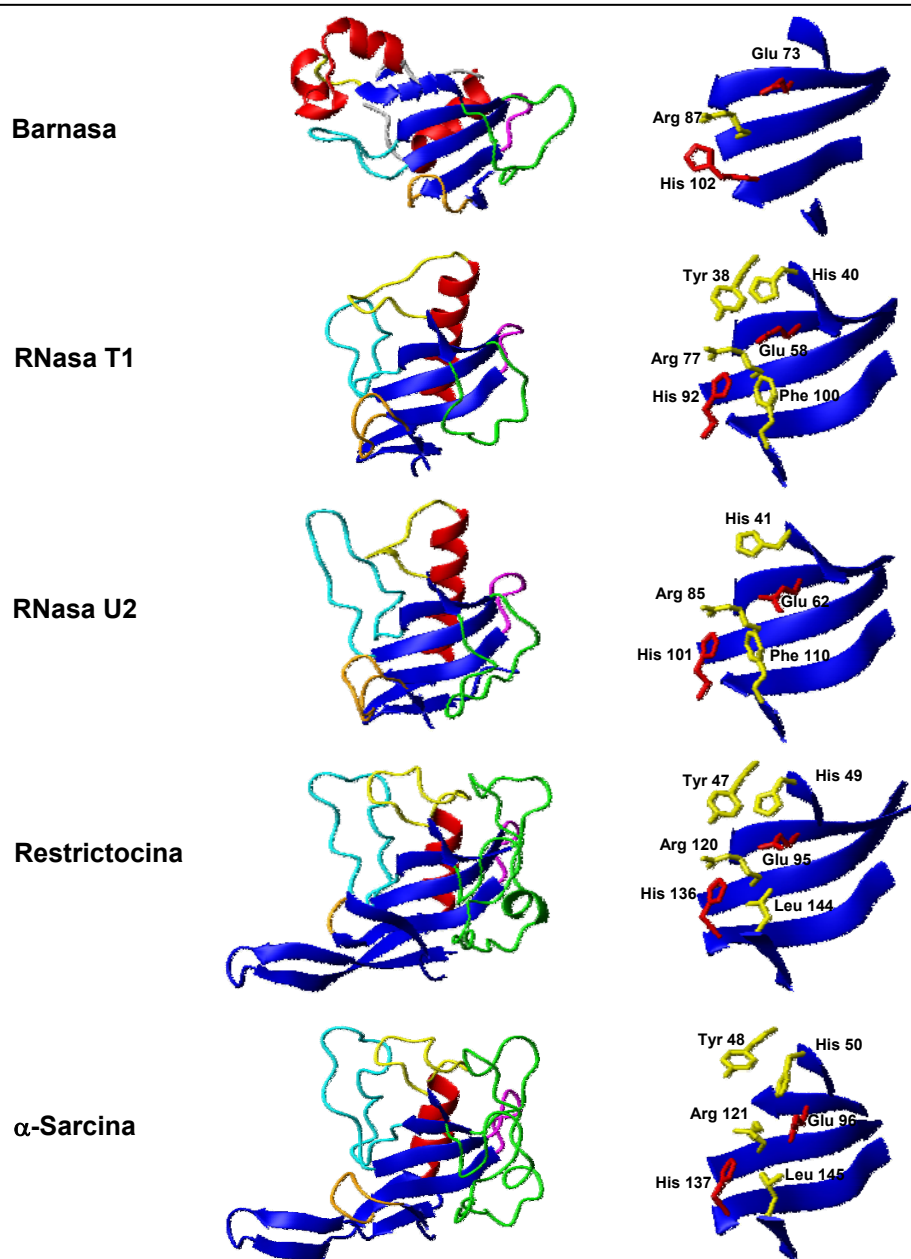 Glu 73
Barnasa
Arg 87
His 102
Tyr 38
His 40
RNasa T1
Arg 77
Glu 58
His 92
Phe 100
His 41
RNasa U2
Arg 85
Glu 62
His 101
Phe 110
Tyr 47
His 49
Restrictocina
Arg 120
Glu 95
His 136
Leu 144
Tyr 48
His 50
α-Sarcina
Arg 121
Glu 96
His 137
Leu 145